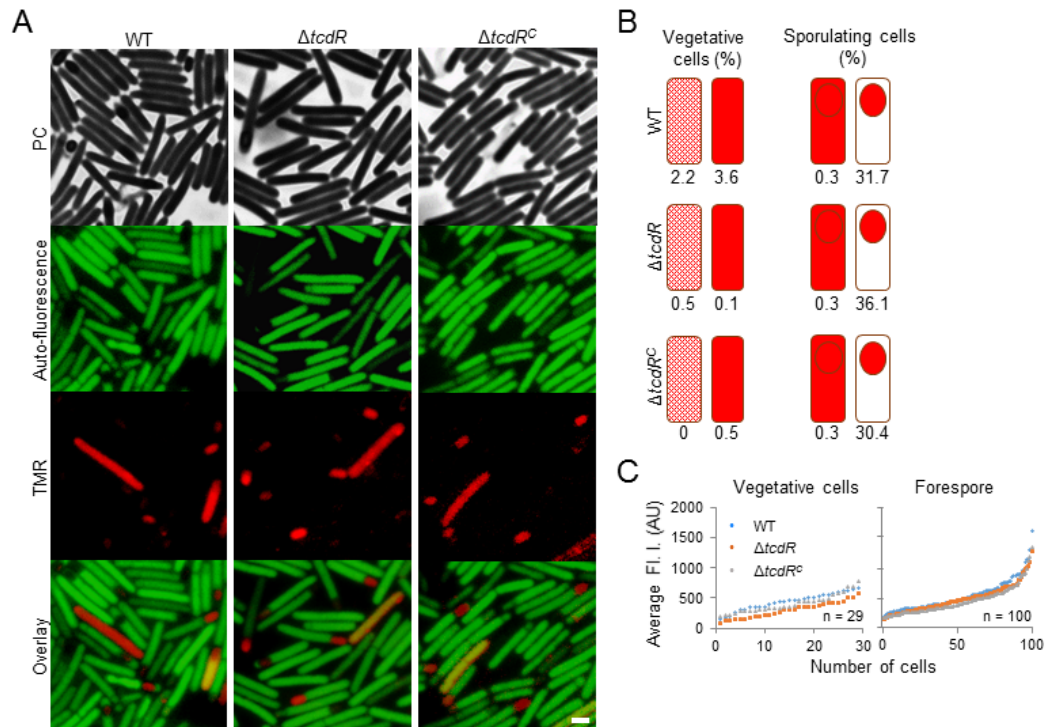 A
WT
ΔtcdR
ΔtcdRᶜ
PC
Auto-fluorescence
TMR
Overlay
B
Vegetative
cells (%)
Sporulating cells
(%)
WT
2.2
3.6
0.3
31.7
ΔtcdR
0.5
0.1
0.3
36.1
ΔtcdRᶜ
0
0.5
0.3
30.4
C
Vegetative cells
Forespore
Average Fl. I. (AU)
2000
1500
1000
500
0
WT
ΔtcdR
ΔtcdRᶜ
n = 29
n = 100
0
10
20
30
0
50
100
Number of cells